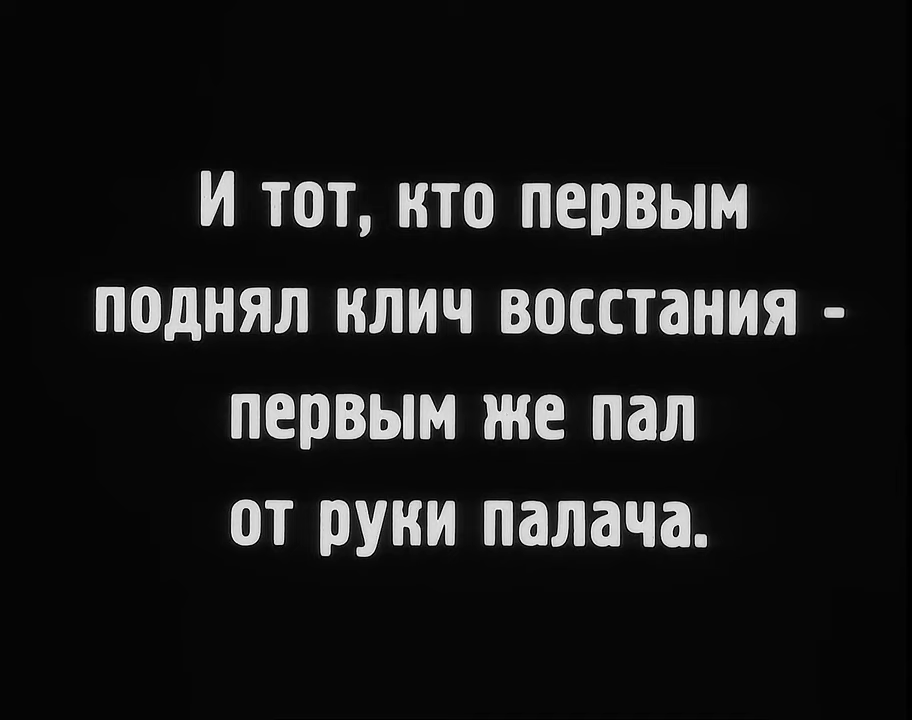 И тот, кто первым
поднял клич восстания -
первым же пал
от руки палача.